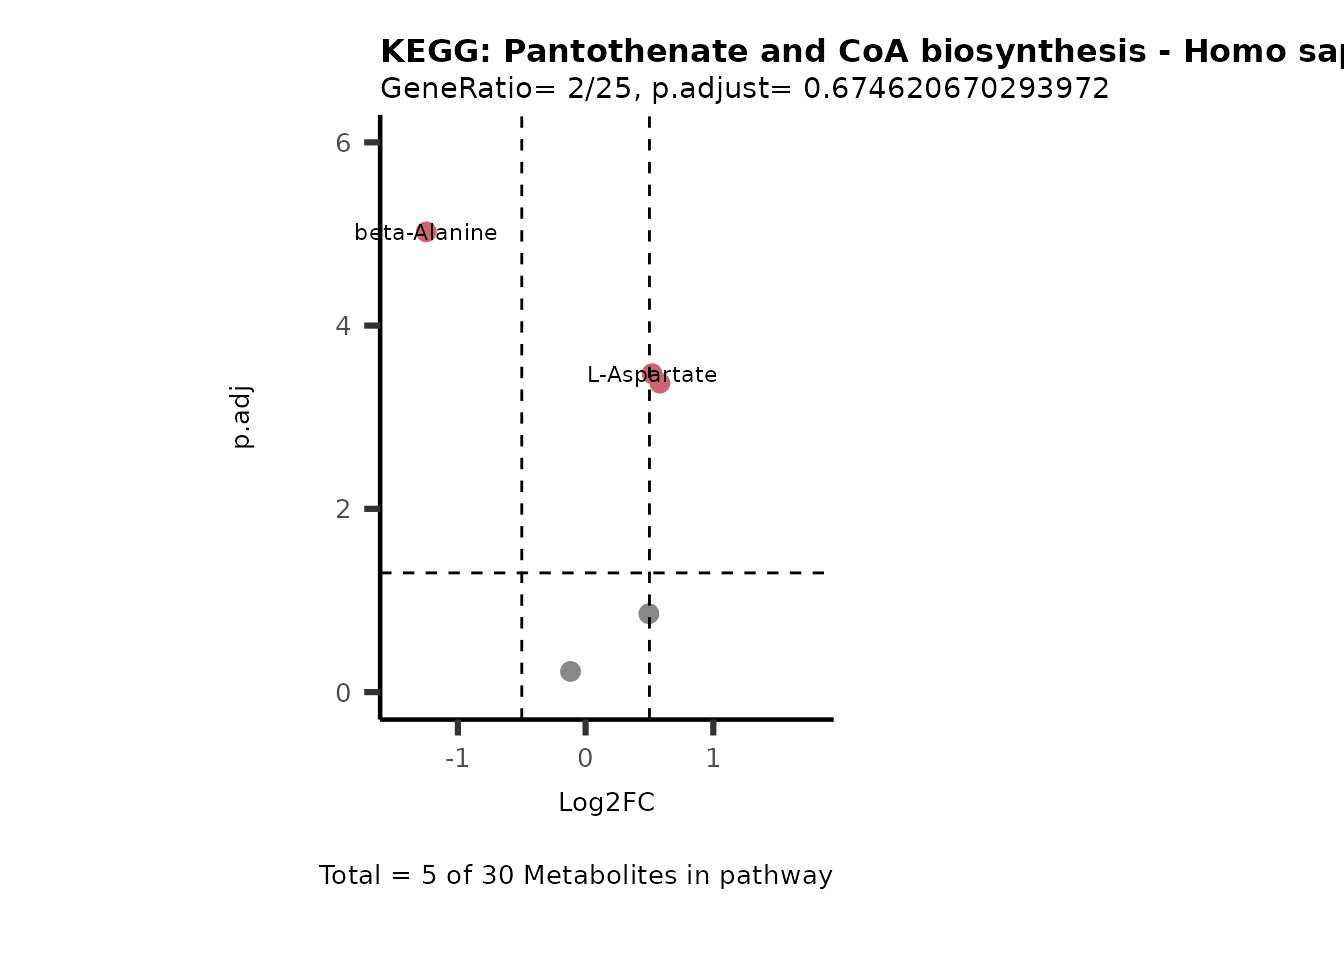 KEGG: Pantothenate and CoA biosynthesis - Homo sap
GeneRatio= 2/25, p.adjust= 0.674620670293972
6
beta-Alanine
4
L-Aspartate
p.adj
2
0
-1 0 1
Log2FC
Total = 5 of 30 Metabolites in pathway